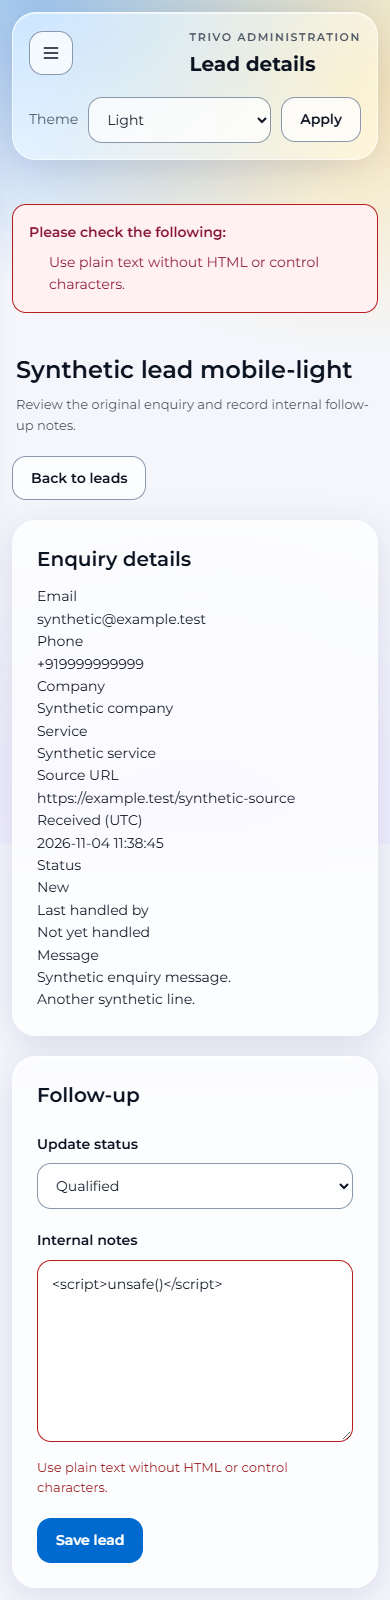 TRIVO ADMINISTRATION
Lead details
Theme
Light
Apply
Please check the following:
Use plain text without HTML or control
characters.
Synthetic lead mobile-light
Review the original enquiry and record internal follow-
up notes.
Back to leads
Enquiry details
Email
synthetic@example.test
Phone
+919999999999
Company
Synthetic company
Service
Synthetic service
Source URL
https://example.test/synthetic-source
Received (UTC)
2026-11-04 11:38:45
Status
New
Last handled by
Not yet handled
Message
Synthetic enquiry message.
Another synthetic line.
Follow-up
Update status
Qualified
Internal notes
<script>unsafe()</script>
Use plain text without HTML or control
characters.
Save lead